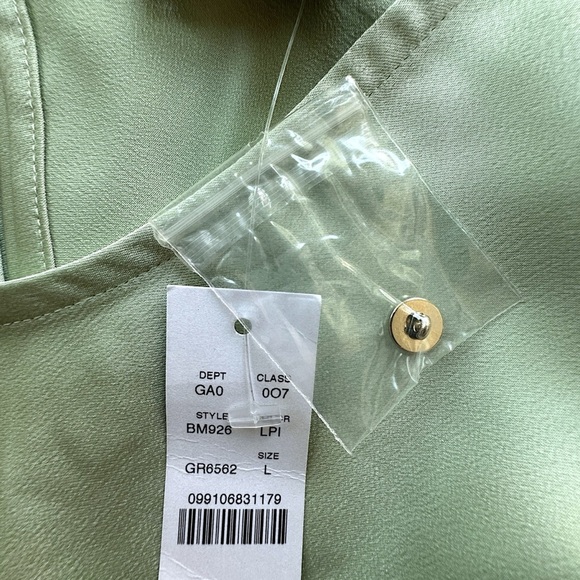 DEPT CLASS
GA0 007
STYLE
BM926 LPI
SIZE
GR6562 L
099106831179